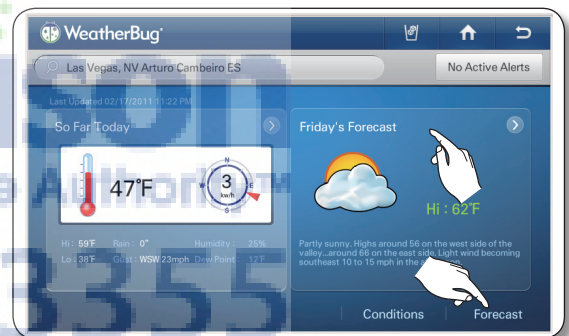 WeatherBug®
Las Vegas, NV Arturo Cambeiro ES
No Active Alerts
Last Updated 02/17/2011 11:22 PM
So Far Today
47°F
N
W
E
S
3
km/h
Hi : 59°F Rain : 0" Humidity : 25%
Lo : 38°F Gust : WSW 23mph Dew Point : 12°F
Friday's Forecast
Hi : 62°F
Partly sunny. Highs around 56 on the west side of the
valley...around 66 on the east side. Light wind becoming
southeast 10 to 15 mph in the
Conditions
Forecast
3355